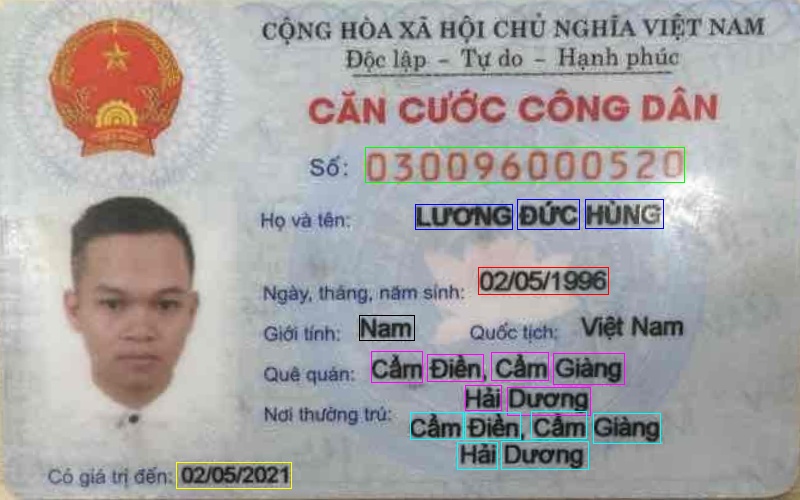 CỘNG HÒA XÃ HỘI CHỦ NGHĨA VIỆT NAM
Độc lập - Tự do - Hạnh phúc
CĂN CƯỚC CÔNG DÂN
Số: 030096000520
Họ và tên: LƯƠNG ĐỨC HÙNG
Ngày, tháng, năm sinh: 02/05/1996
Giới tính: Nam Quốc tịch: Việt Nam
Quê quán: Cẩm Điền, Cẩm Giàng
Hải Dương
Nơi thường trú: Cẩm Điền, Cẩm Giàng
Hải Dương
Có giá trị đến: 02/05/2021